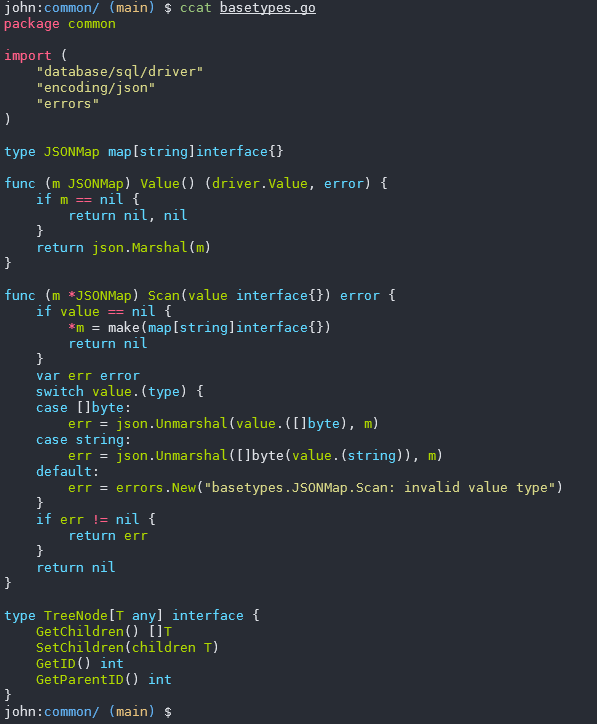 john:common/ (main) $ ccat basetypes.go
package common

import (
    "database/sql/driver"
    "encoding/json"
    "errors"
)

type JSONMap map[string]interface{}

func (m JSONMap) Value() (driver.Value, error) {
    if m == nil {
        return nil, nil
    }
    return json.Marshal(m)
}

func (m *JSONMap) Scan(value interface{}) error {
    if value == nil {
        *m = make(map[string]interface{})
        return nil
    }
    var err error
    switch value.(type) {
    case []byte:
        err = json.Unmarshal(value.([]byte), m)
    case string:
        err = json.Unmarshal([]byte(value.(string)), m)
    default:
        err = errors.New("basetypes.JSONMap.Scan: invalid value type")
    }
    if err != nil {
        return err
    }
    return nil
}

type TreeNode[T any] interface {
    GetChildren() []T
    SetChildren(children T)
    GetID() int
    GetParentID() int
}
john:common/ (main) $